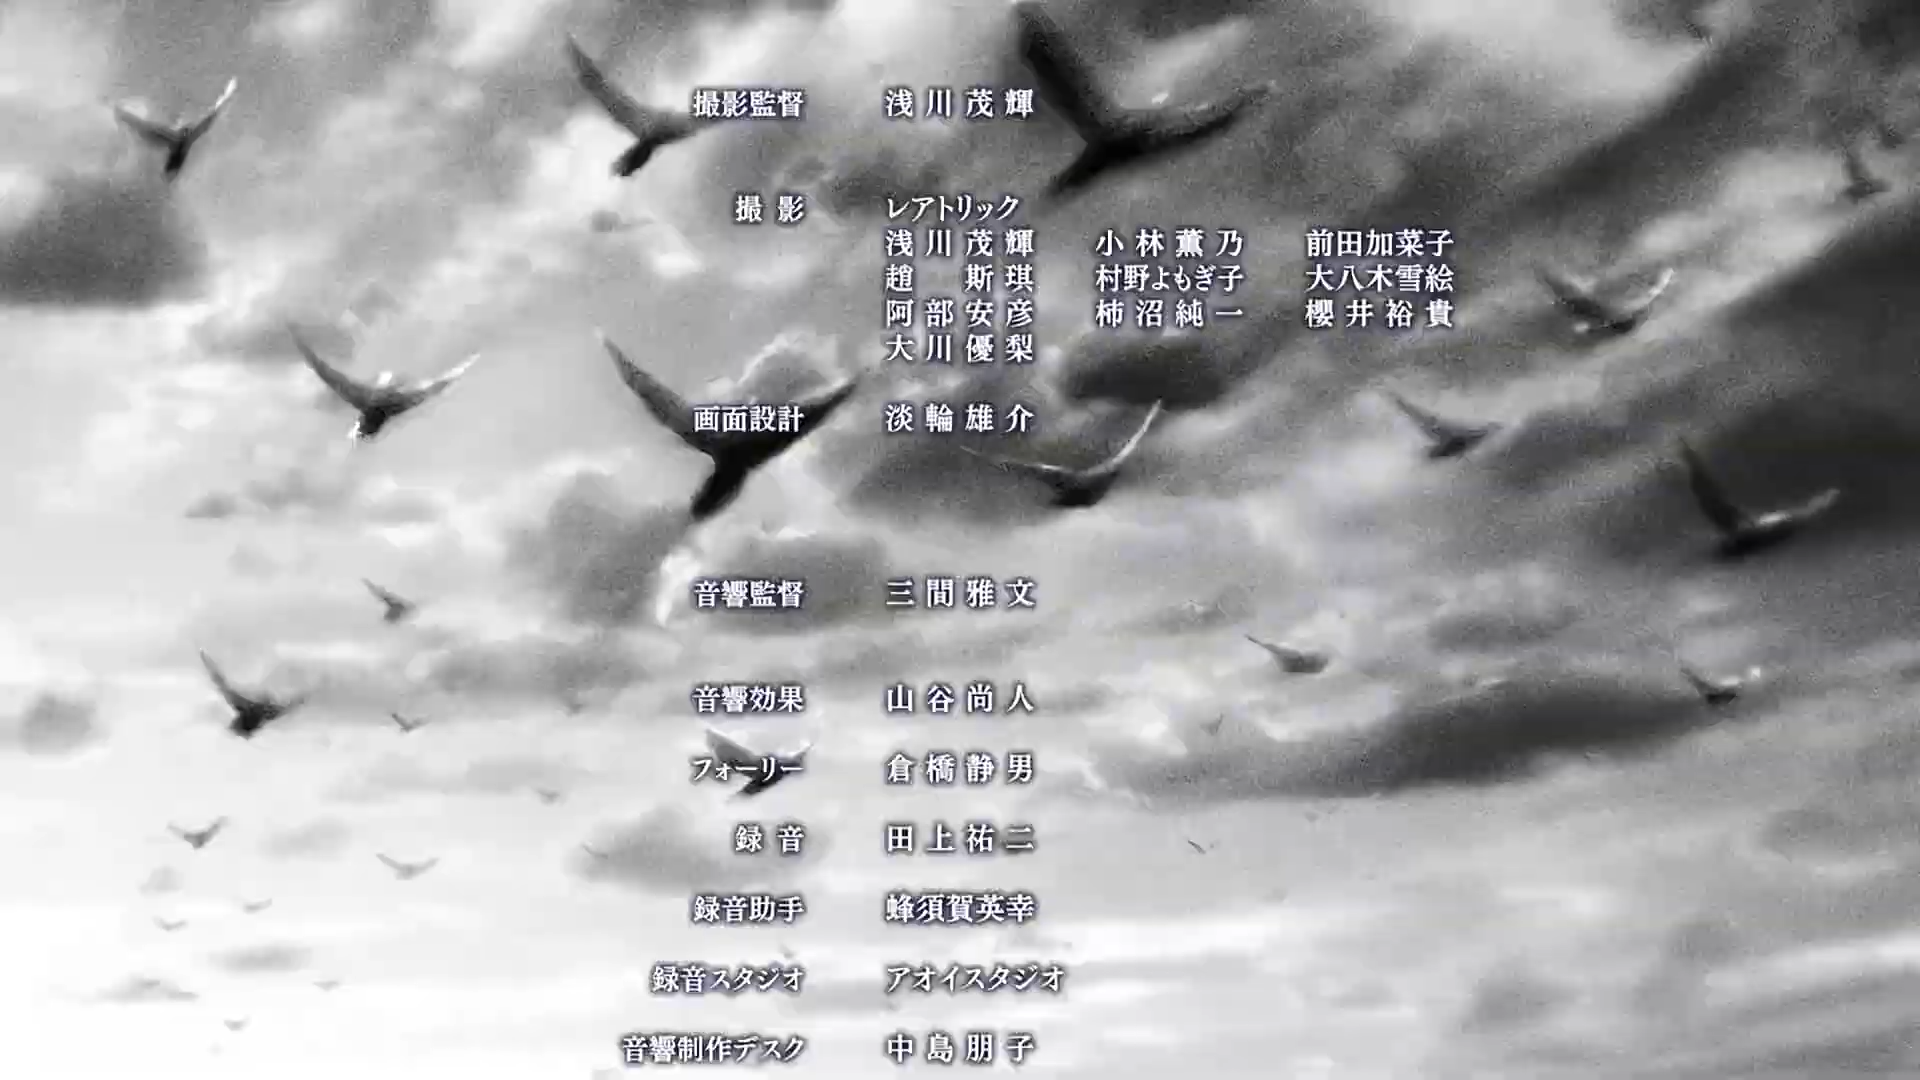 撮影監督 浅川茂輝
撮影 レアトリック
浅川茂輝 小林薫乃 前田加菜子
趙斯琪 村野よもぎ子 大八木雪絵
阿部安彦 柿沼純一 櫻井裕貴
大川優梨
画面設計 淡輪雄介
音響監督 三間雅文
音響効果 山谷尚人
フォーリー 倉橋静男
録音 田上祐二
録音助手 蜂須賀英幸
録音スタジオ アオイスタジオ
音響制作デスク 中島朋子